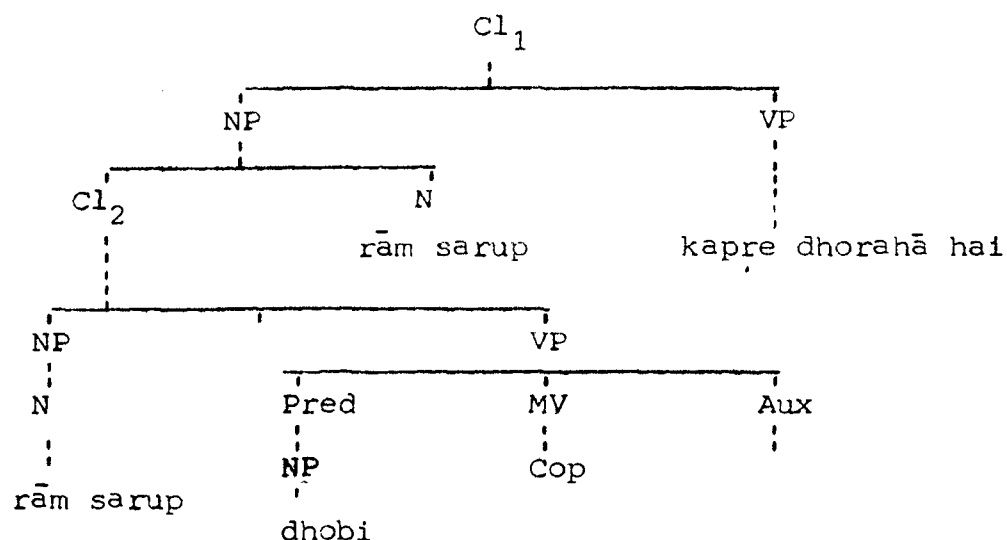 Cl1
NP VP
Cl2 N
rām sarup kapre dhorahā hai
NP VP
N Pred MV Aux
NP Cop
rām sarup
dhobi